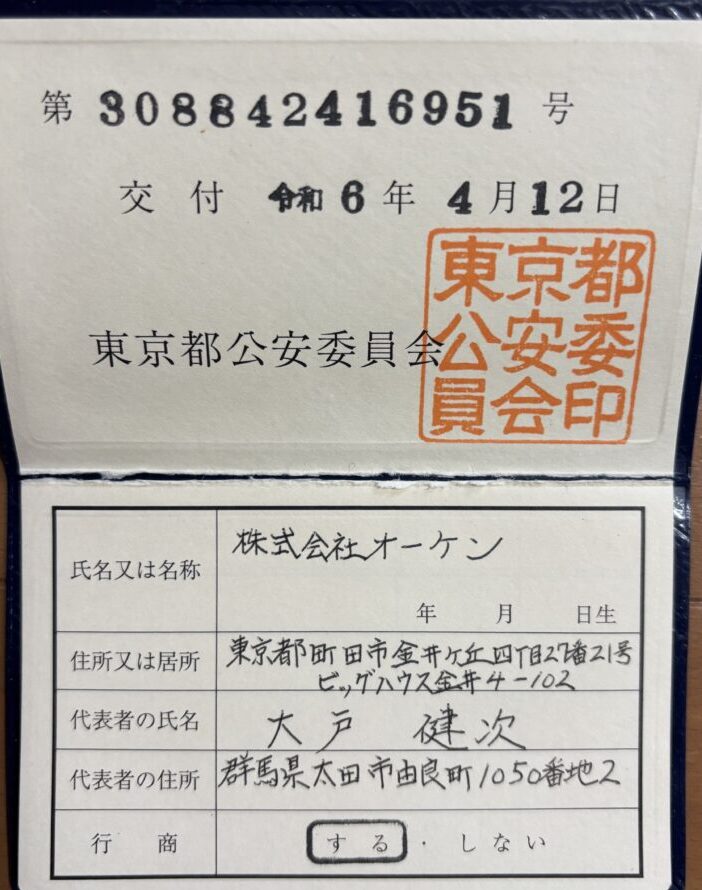 第 308842416951 号
交付 令和 6 年 4 月 12 日
東京都公安委員会
東京都
公安委
員会印
氏名又は名称 株式会社オーケン
年 月 日生
住所又は居所 東京都町田市金井ヶ丘四丁目27番21号
ビッグハウス金井4-102
代表者の氏名 大戸 健次
代表者の住所 群馬県太田市由良町1050番地2
行商 する・しない